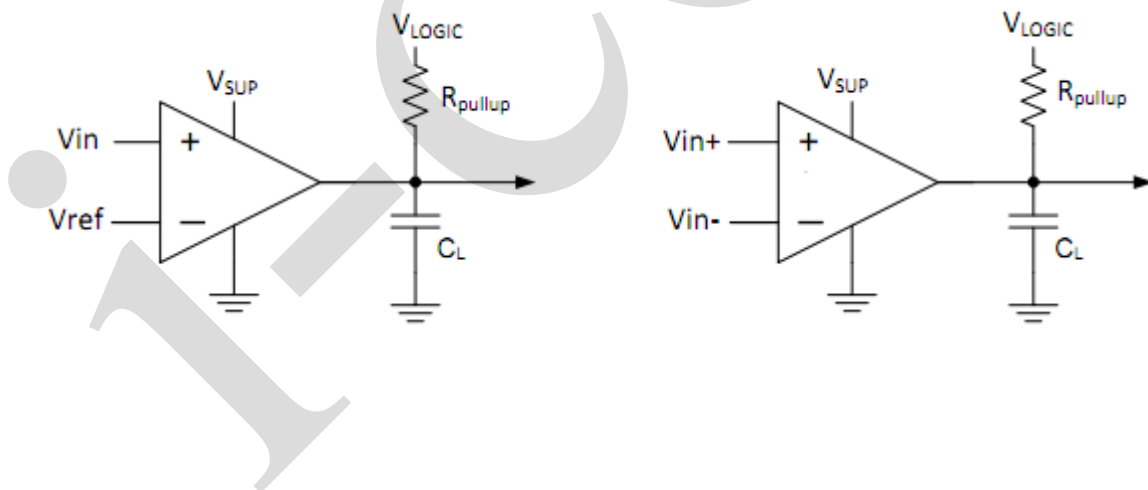 VLOGIC
VSUP
Rpullup
Vin
+
Vref
−
CL
VLOGIC
VSUP
Rpullup
Vin+
+
Vin-
−
CL